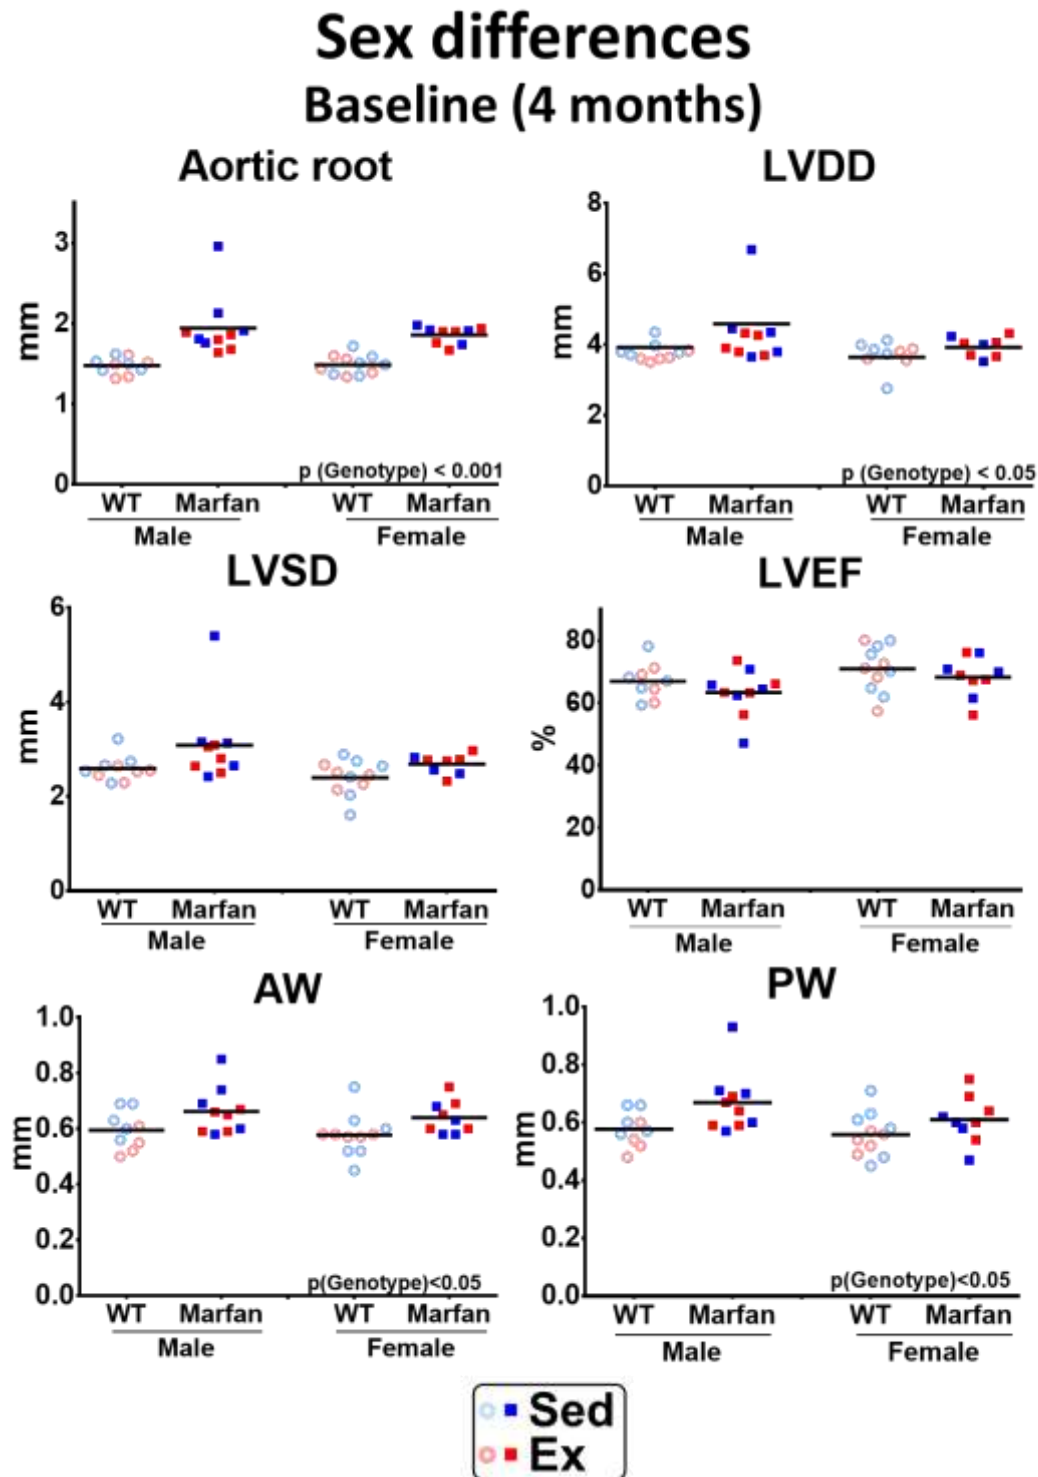 Sex differences
Baseline (4 months)
Aortic root
mm
3
2
1
0
p (Genotype) < 0.001
WT Marfan WT Marfan
Male Female
LVDD
mm
8
6
4
2
0
p (Genotype) < 0.05
WT Marfan WT Marfan
Male Female
LVSD
mm
6
4
2
0
WT Marfan WT Marfan
Male Female
LVEF
%
80
60
40
20
0
WT Marfan WT Marfan
Male Female
AW
mm
1.0
0.8
0.6
0.4
0.2
0.0
p(Genotype)<0.05
WT Marfan WT Marfan
Male Female
PW
mm
1.0
0.8
0.6
0.4
0.2
0.0
p(Genotype)<0.05
WT Marfan WT Marfan
Male Female
Sed
Ex